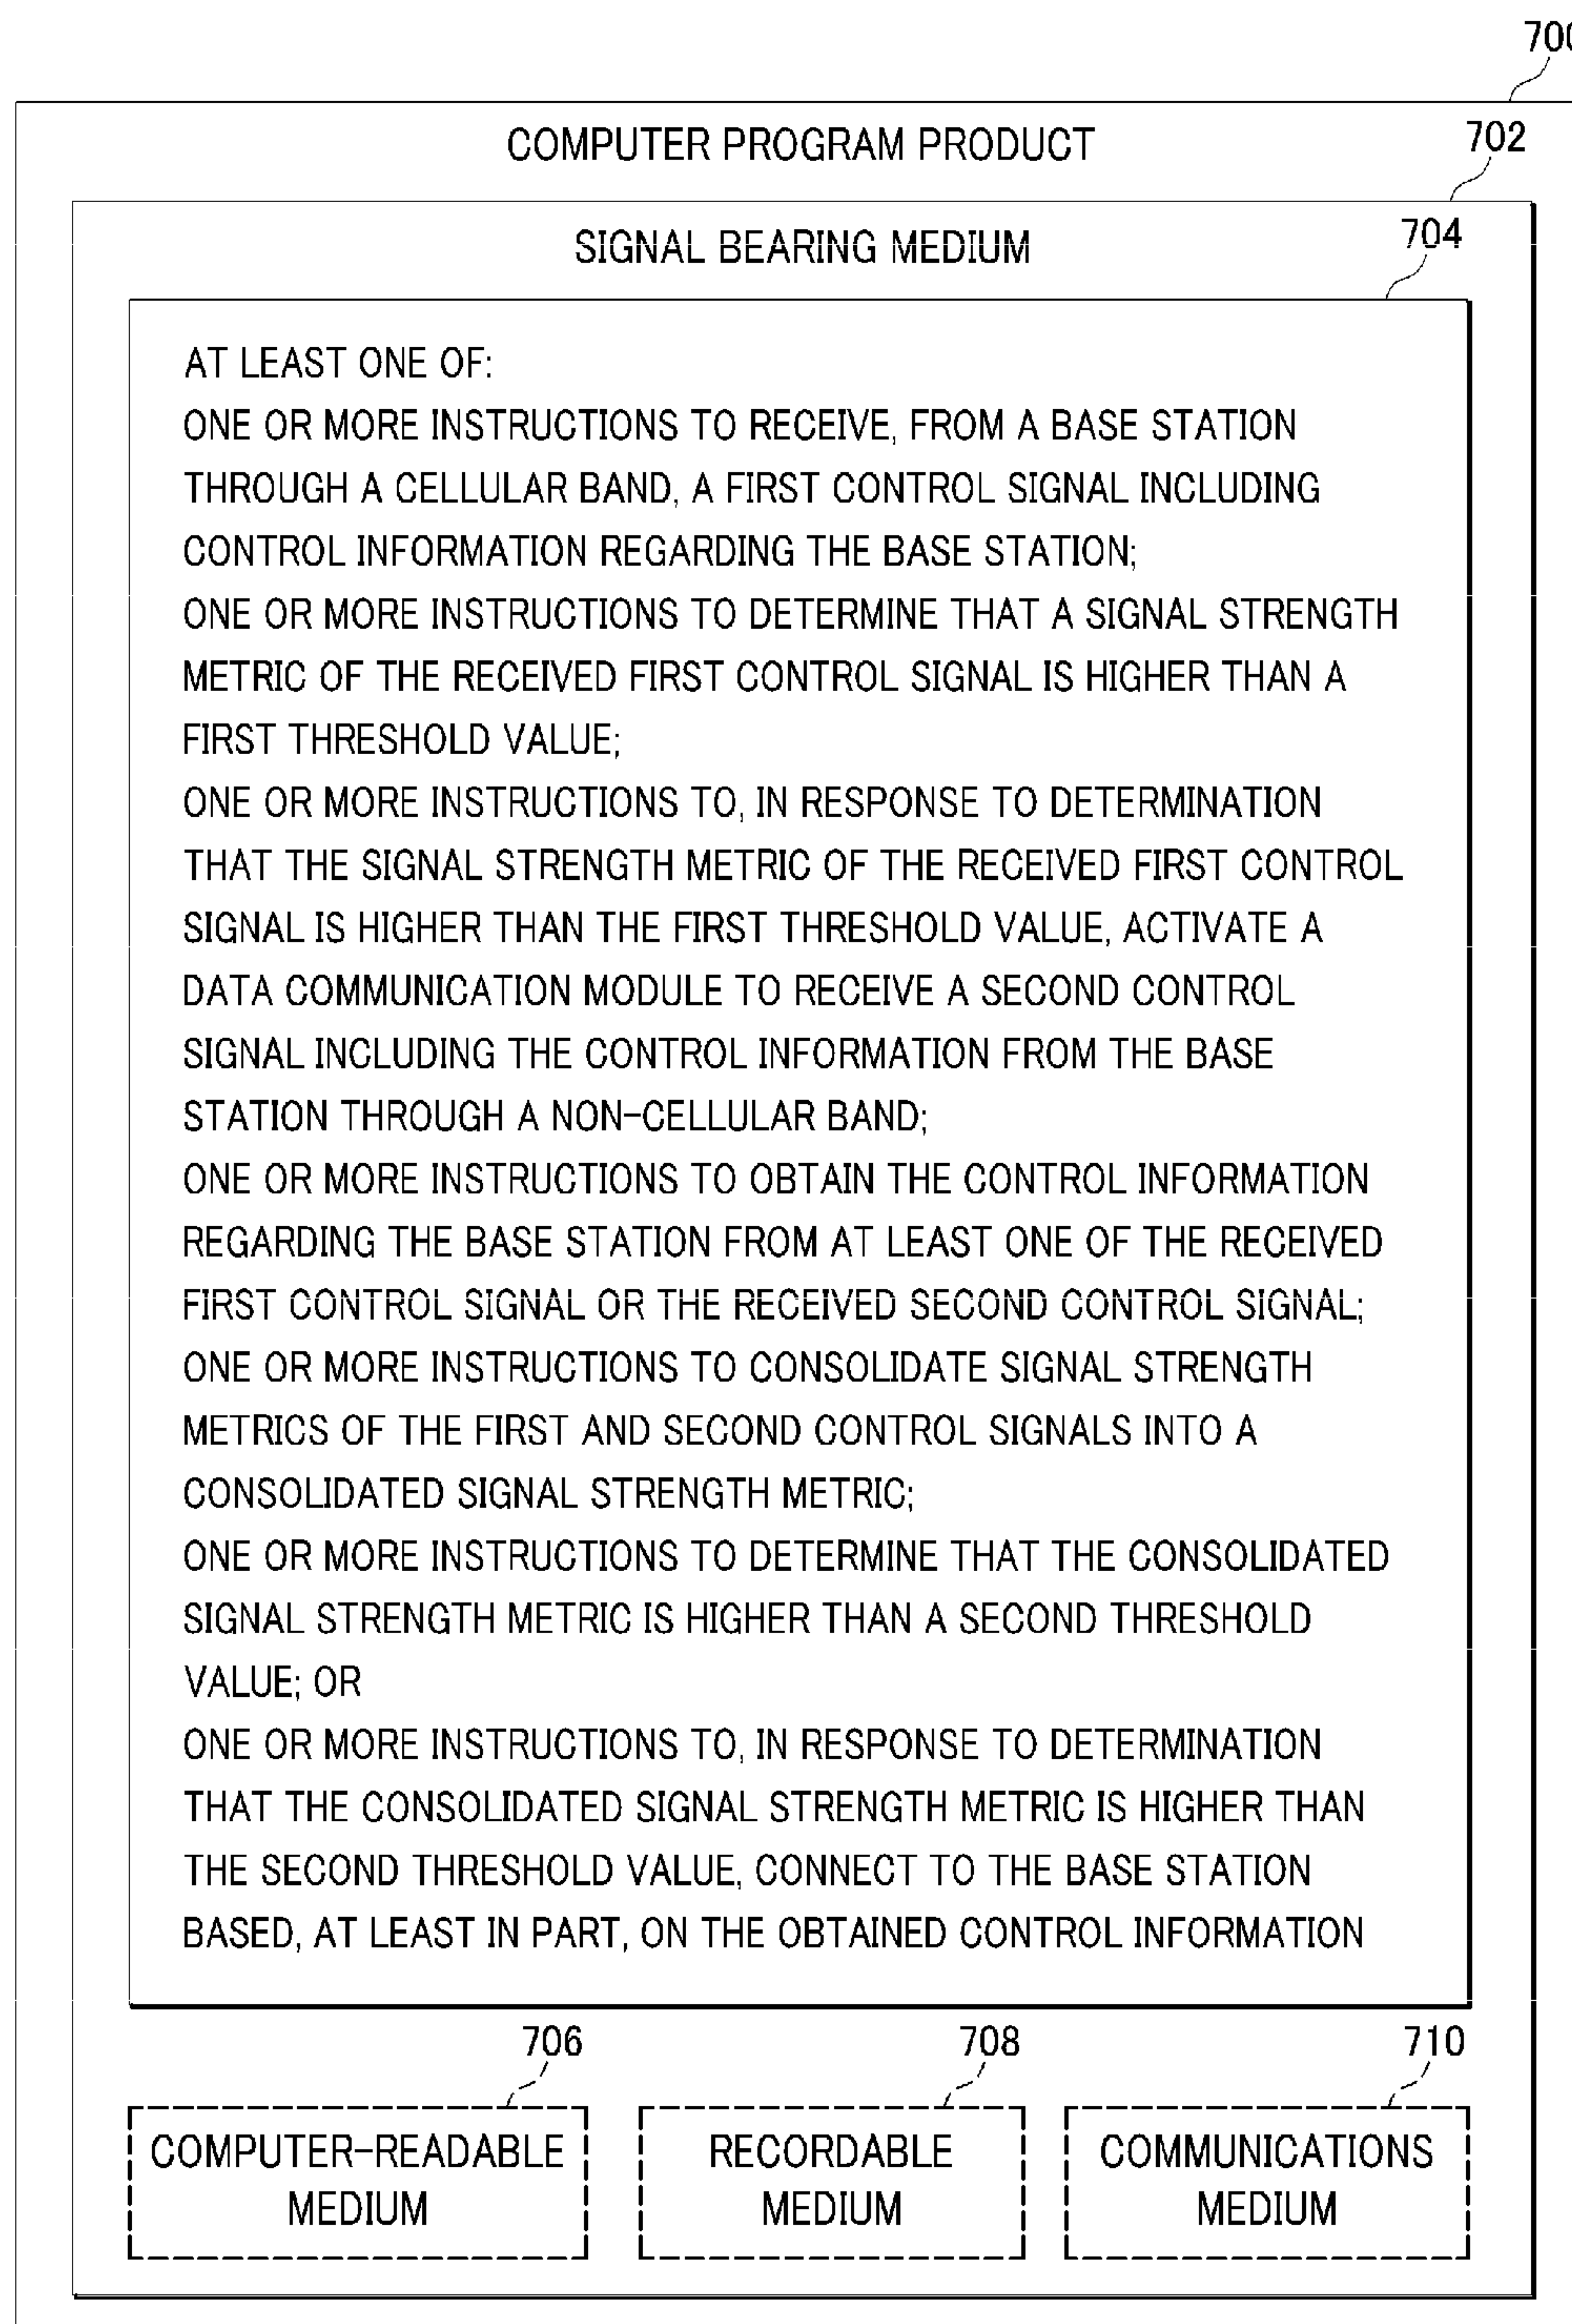 700
COMPUTER PROGRAM PRODUCT
702
SIGNAL BEARING MEDIUM
704
AT LEAST ONE OF:
ONE OR MORE INSTRUCTIONS TO RECEIVE, FROM A BASE STATION
THROUGH A CELLULAR BAND, A FIRST CONTROL SIGNAL INCLUDING
CONTROL INFORMATION REGARDING THE BASE STATION;
ONE OR MORE INSTRUCTIONS TO DETERMINE THAT A SIGNAL STRENGTH
METRIC OF THE RECEIVED FIRST CONTROL SIGNAL IS HIGHER THAN A
FIRST THRESHOLD VALUE;
ONE OR MORE INSTRUCTIONS TO, IN RESPONSE TO DETERMINATION
THAT THE SIGNAL STRENGTH METRIC OF THE RECEIVED FIRST CONTROL
SIGNAL IS HIGHER THAN THE FIRST THRESHOLD VALUE, ACTIVATE A
DATA COMMUNICATION MODULE TO RECEIVE A SECOND CONTROL
SIGNAL INCLUDING THE CONTROL INFORMATION FROM THE BASE
STATION THROUGH A NON-CELLULAR BAND;
ONE OR MORE INSTRUCTIONS TO OBTAIN THE CONTROL INFORMATION
REGARDING THE BASE STATION FROM AT LEAST ONE OF THE RECEIVED
FIRST CONTROL SIGNAL OR THE RECEIVED SECOND CONTROL SIGNAL;
ONE OR MORE INSTRUCTIONS TO CONSOLIDATE SIGNAL STRENGTH
METRICS OF THE FIRST AND SECOND CONTROL SIGNALS INTO A
CONSOLIDATED SIGNAL STRENGTH METRIC;
ONE OR MORE INSTRUCTIONS TO DETERMINE THAT THE CONSOLIDATED
SIGNAL STRENGTH METRIC IS HIGHER THAN A SECOND THRESHOLD
VALUE; OR
ONE OR MORE INSTRUCTIONS TO, IN RESPONSE TO DETERMINATION
THAT THE CONSOLIDATED SIGNAL STRENGTH METRIC IS HIGHER THAN
THE SECOND THRESHOLD VALUE, CONNECT TO THE BASE STATION
BASED, AT LEAST IN PART, ON THE OBTAINED CONTROL INFORMATION
706
708
710
COMPUTER-READABLE
MEDIUM
RECORDABLE
MEDIUM
COMMUNICATIONS
MEDIUM